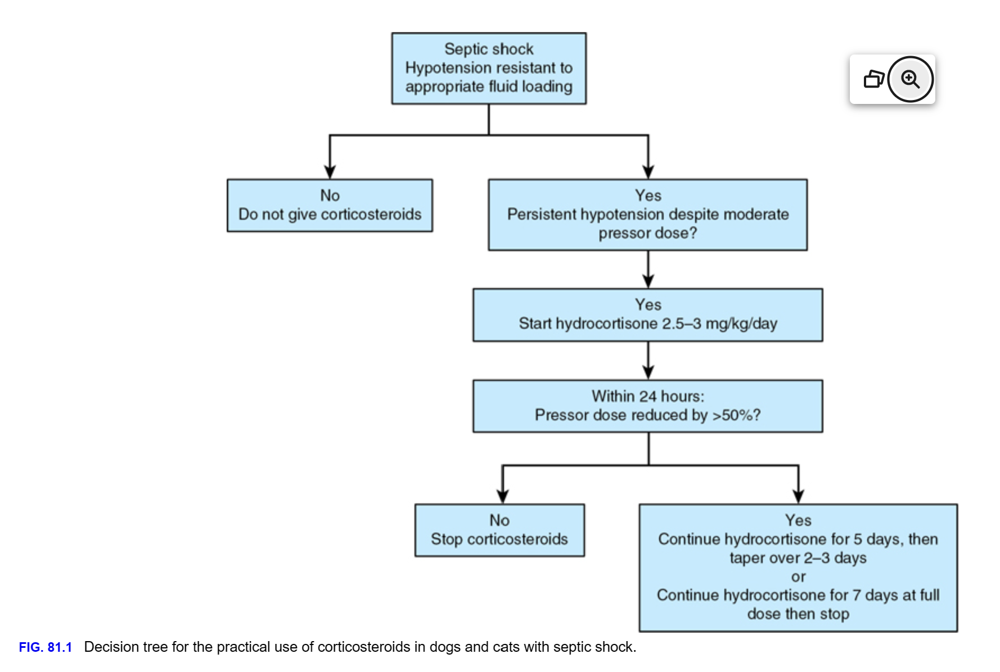 Septic shock
Hypotension resistant to
appropriate fluid loading
No
Do not give corticosteroids
Yes
Persistent hypotension despite moderate
pressor dose?
Yes
Start hydrocortisone 2.5–3 mg/kg/day
Within 24 hours:
Pressor dose reduced by >50%?
No
Stop corticosteroids
Yes
Continue hydrocortisone for 5 days, then
taper over 2–3 days
or
Continue hydrocortisone for 7 days at full
dose then stop
FIG. 81.1 Decision tree for the practical use of corticosteroids in dogs and cats with septic shock.